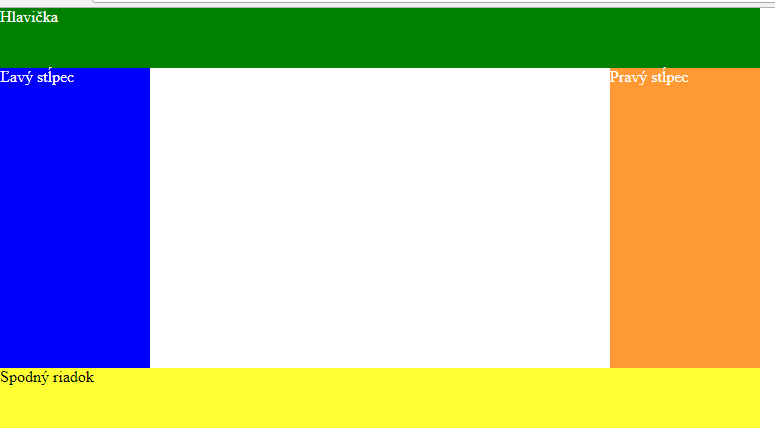 Hlavička
Ľavý stĺpec
Pravý stĺpec
Spodný riadok